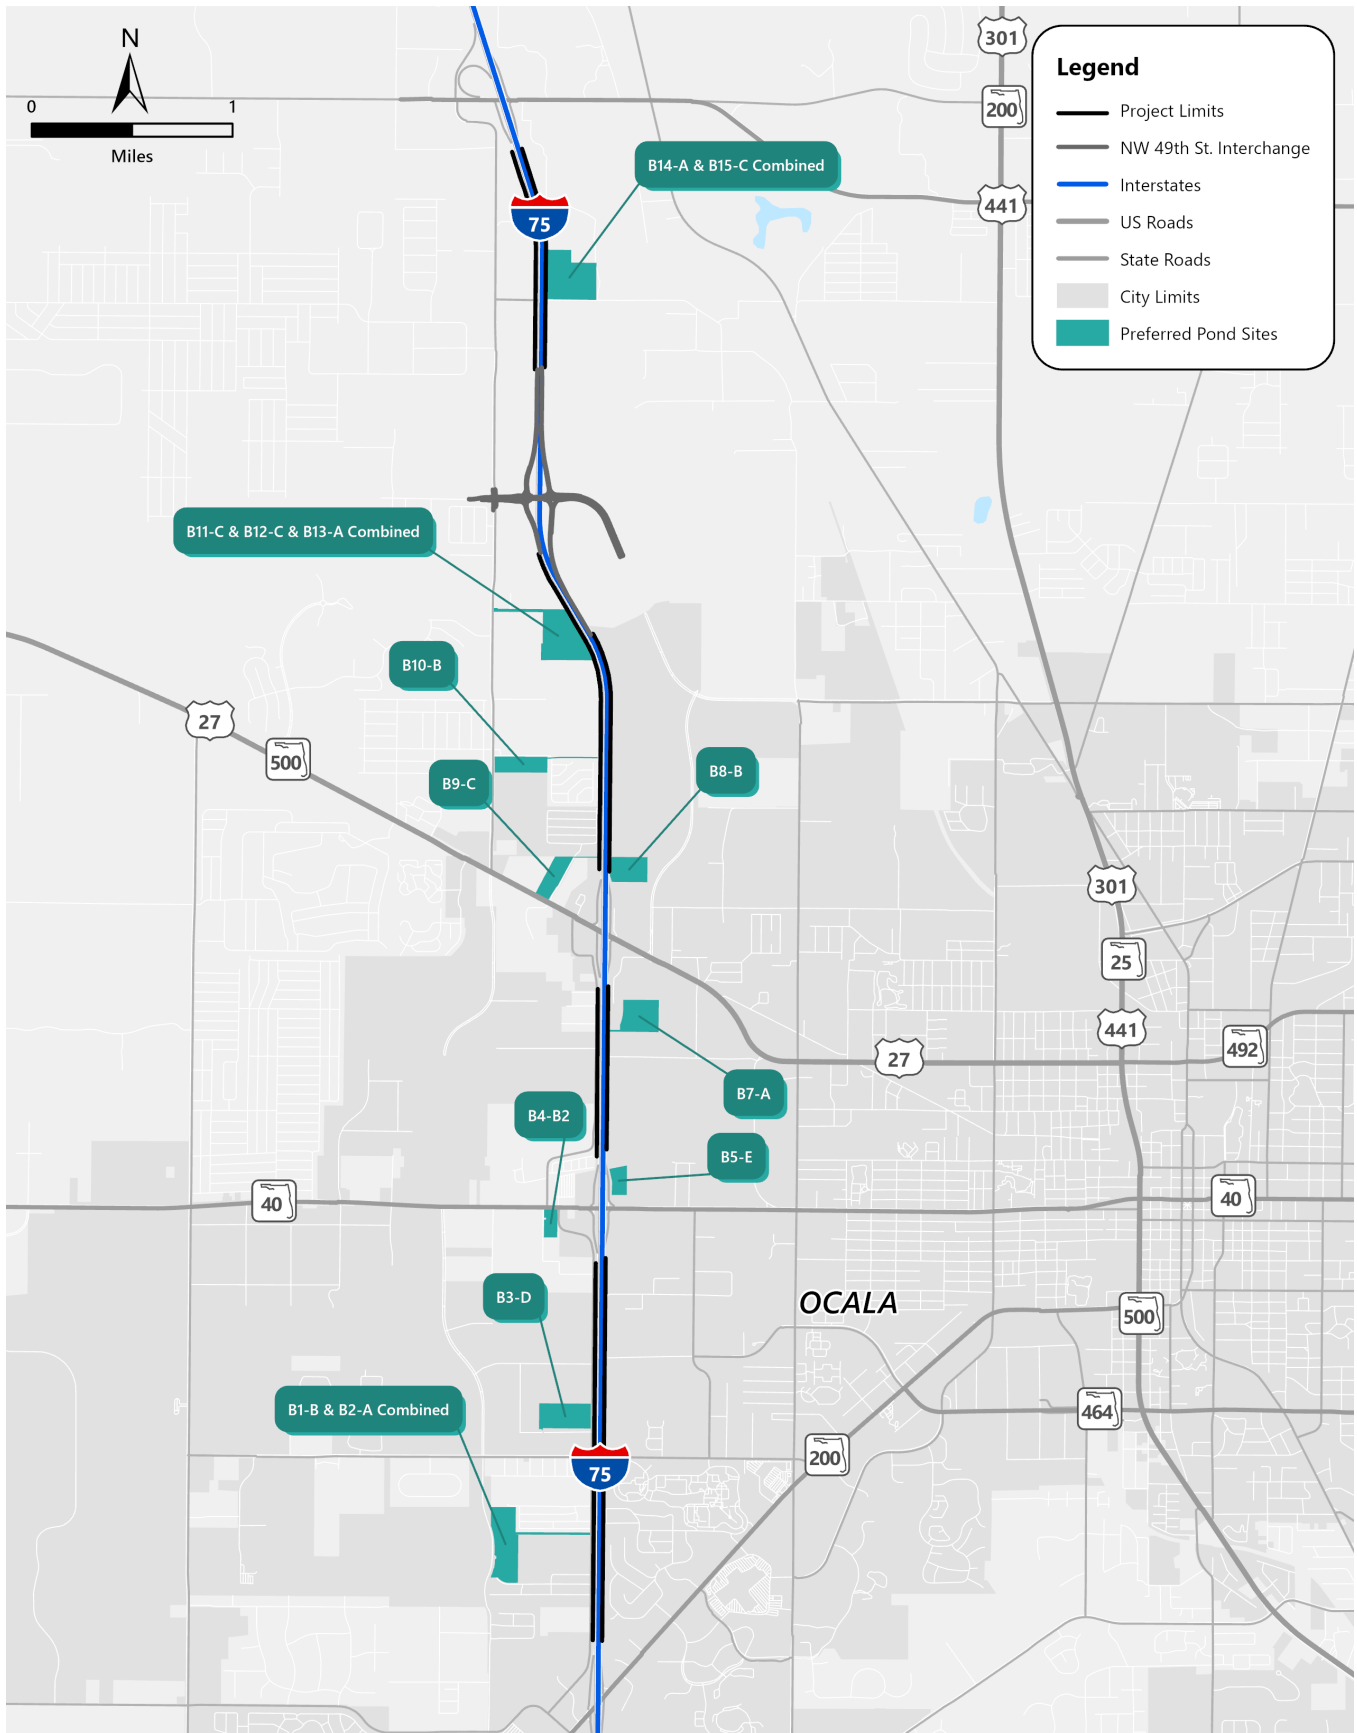 N
0 1
Miles
301
200
441
Legend
Project Limits
NW 49th St. Interchange
Interstates
US Roads
State Roads
City Limits
Preferred Pond Sites
B14-A & B15-C Combined
75
B11-C & B12-C & B13-A Combined
B10-B
27
500
B9-C
B8-B
301
25
441
492
27
B7-A
B4-B2
B5-E
40
40
B3-D
OCALA
500
B1-B & B2-A Combined
464
200
75